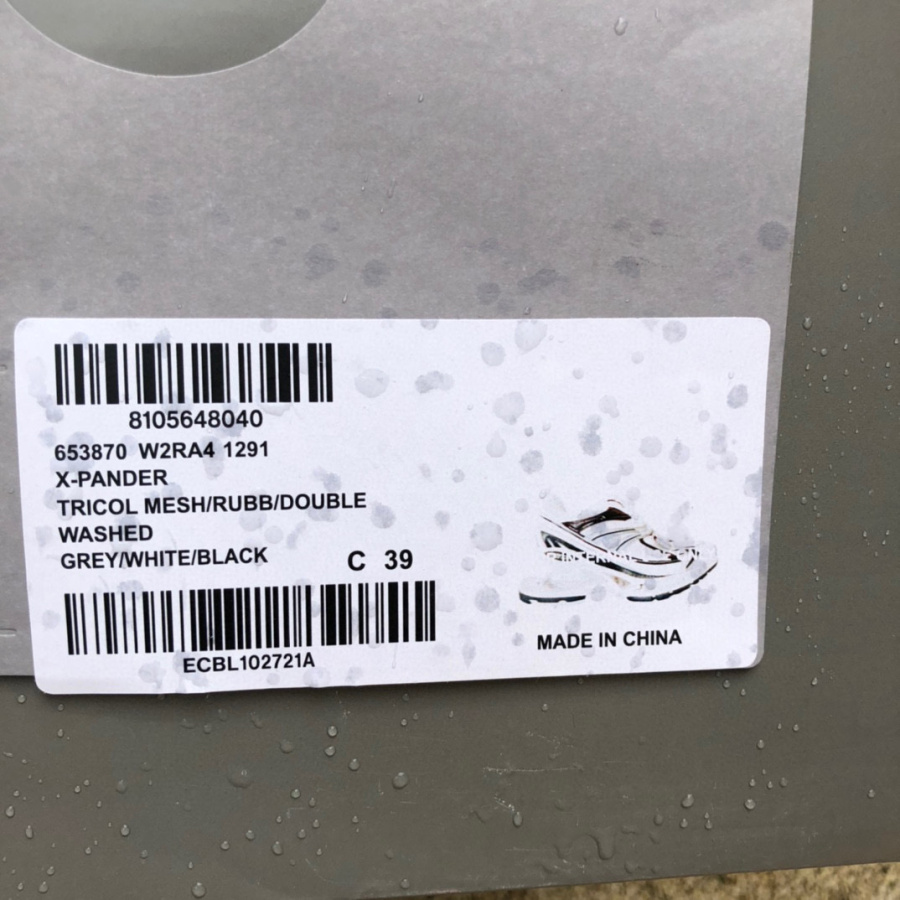 8105648040
653870 W2RA4 1291
X-PANDER
TRICOL MESH/RUBB/DOUBLE
WASHED
GREY/WHITE/BLACK C 39
ECBL102721A
MADE IN CHINA